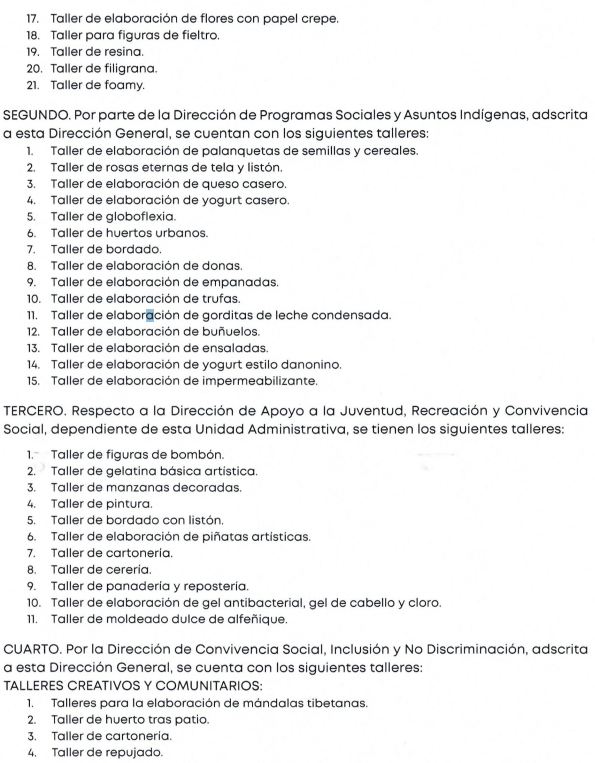 17. Taller de elaboración de flores con papel crepe.
18. Taller para figuras de fieltro.
19. Taller de resina.
20. Taller de filigrana.
21. Taller de foamy.
SEGUNDO. Por parte de la Dirección de Programas Sociales y Asuntos Indígenas, adscrita
a esta Dirección General, se cuentan con los siguientes talleres:
1. Taller de elaboración de palanquetas de semillas y cereales.
2. Taller de rosas eternas de tela y listón.
3. Taller de elaboración de queso casero.
4. Taller de elaboración de yogurt casero.
5. Taller de globoflexia.
6. Taller de huertos urbanos.
7. Taller de bordado.
8. Taller de elaboración de donas.
9. Taller de elaboración de empanadas.
10. Taller de elaboración de trufas.
11. Taller de elaboración de gorditas de leche condensada.
12. Taller de elaboración de buñuelos.
13. Taller de elaboración de ensaladas.
14. Taller de elaboración de yogurt estilo danonino.
15. Taller de elaboración de impermeabilizante.
TERCERO. Respecto a la Dirección de Apoyo a la Juventud, Recreación y Convivencia
Social, dependiente de esta Unidad Administrativa, se tienen los siguientes talleres:
1. Taller de figuras de bombón.
2. Taller de gelatina básica artística.
3. Taller de manzanas decoradas.
4. Taller de pintura.
5. Taller de bordado con listón.
6. Taller de elaboración de piñatas artísticas.
7. Taller de cartonería.
8. Taller de cerería.
9. Taller de panadería y repostería.
10. Taller de elaboración de gel antibacterial, gel de cabello y cloro.
11. Taller de moldeado dulce de alfeñique.
CUARTO. Por la Dirección de Convivencia Social, Inclusión y No Discriminación, adscrita
a esta Dirección General, se cuenta con los siguientes talleres:
TALLERES CREATIVOS Y COMUNITARIOS:
1. Talleres para la elaboración de mándalas tibetanas.
2. Taller de huerto tras patio.
3. Taller de cartonería.
4. Taller de repujado.